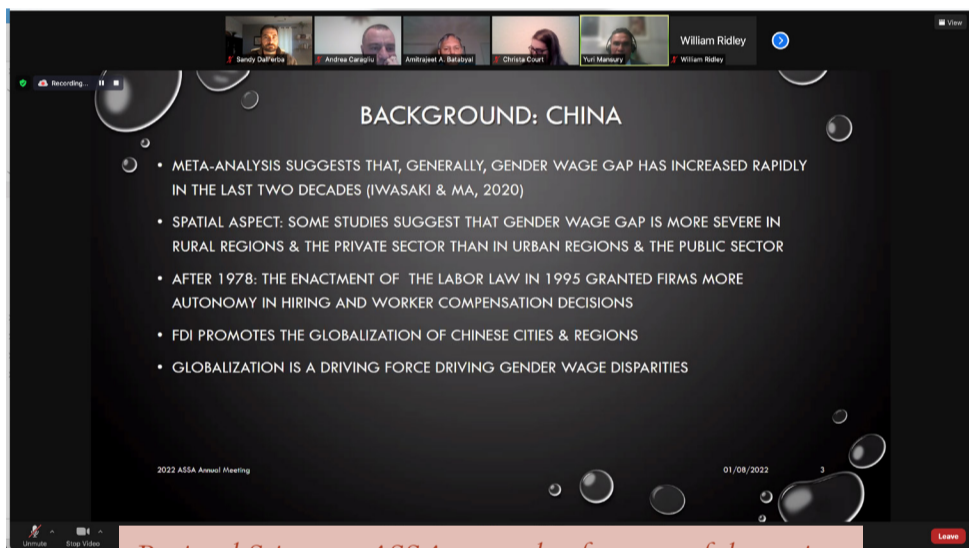 View
William Ridley
Sandy Dall'erba
Andrea Caragliu
Amitrajeet A. Batabyal
Christa Court
Yuri Mansury
William Ridley
Recording...
BACKGROUND: CHINA
• META-ANALYSIS SUGGESTS THAT, GENERALLY, GENDER WAGE GAP HAS INCREASED RAPIDLY
IN THE LAST TWO DECADES (IWASAKI & MA, 2020)
• SPATIAL ASPECT: SOME STUDIES SUGGEST THAT GENDER WAGE GAP IS MORE SEVERE IN
RURAL REGIONS & THE PRIVATE SECTOR THAN IN URBAN REGIONS & THE PUBLIC SECTOR
• AFTER 1978: THE ENACTMENT OF THE LABOR LAW IN 1995 GRANTED FIRMS MORE
AUTONOMY IN HIRING AND WORKER COMPENSATION DECISIONS
• FDI PROMOTES THE GLOBALIZATION OF CHINESE CITIES & REGIONS
• GLOBALIZATION IS A DRIVING FORCE DRIVING GENDER WAGE DISPARITIES
2022 ASSA Annual Meeting
01/08/2022
3
Unmute
Stop Video
Leave